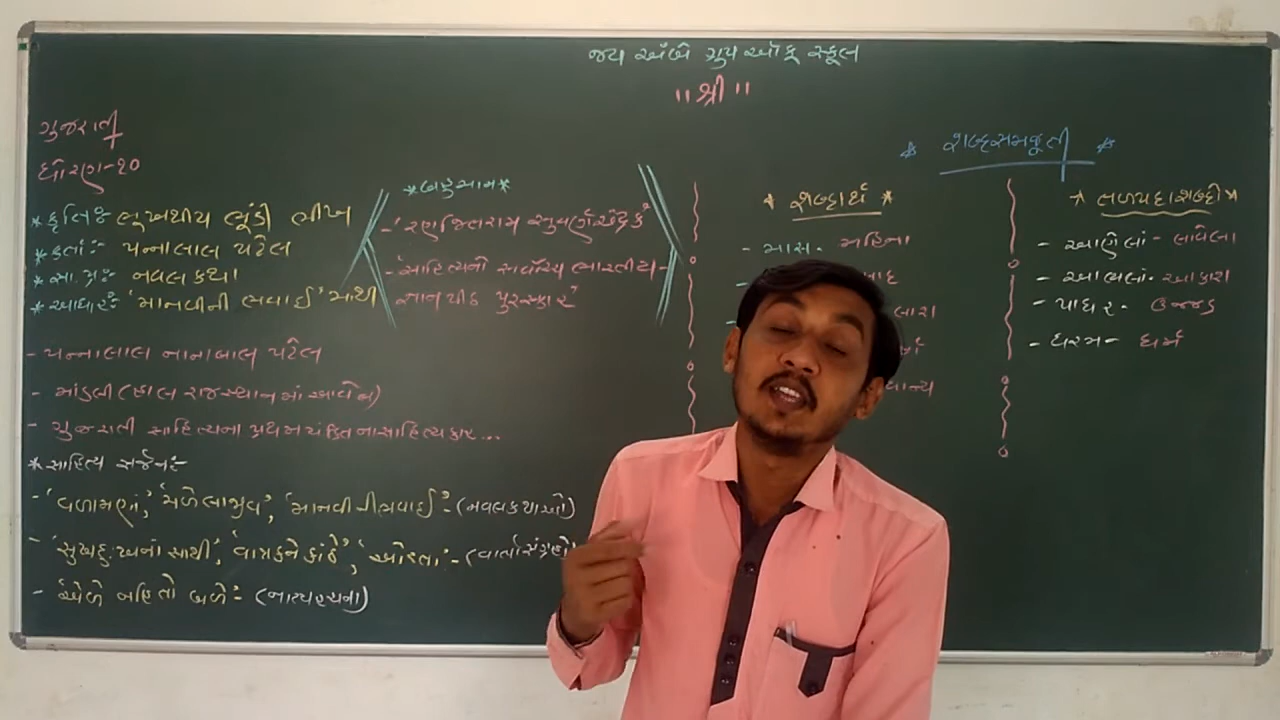 જય અંબે ગ્રુપ ઑફ સ્કૂલ
"શ્રી"
ગુજરાતી
ધોરણ-૧૦
* કૃતિઃ ભૂખથીય ભૂંડી ભીખ
* કર્તાઃ- પન્નાલાલ પટેલ
* સા.પ્રઃ- નવલકથા
* આધારઃ- 'માનવીની ભવાઈ' માંથી
* બહુમાન *
- 'રણજિતરામ સુવર્ણચંદ્રક'
- 'સાહિત્યનો સર્વોચ્ચ ભારતીય-
જ્ઞાનપીઠ પુરસ્કાર'
- પન્નાલાલ નાનાલાલ પટેલ
- માંડલી (હાલ રાજસ્થાનમાં આવેલ)
- ગુજરાતી સાહિત્યના પ્રથમ પંક્તિના સાહિત્યકાર...
* સાહિત્ય સર્જનઃ-
- 'વળામણાં', 'મળેલા જીવ', 'માનવીની ભવાઈ' - (નવલકથાઓ)
- 'સુખદુઃખનાં સાથી', 'વાત્રકને કાંઠે', 'ઓરતા' - (વાર્તાસંગ્રહો)
- 'એળે નહિ તો બેળે' - (નાટ્યરચના)
* શબ્દસમજૂતી *
* શબ્દાર્થ *
- માસ - મહિના
ધાન્ય
* તળપદા શબ્દો *
- આણેલાં - લાવેલા
- આભલાં - આકાશ
- પાધર - ઉજ્જડ
- ધરમ - ધર્મ